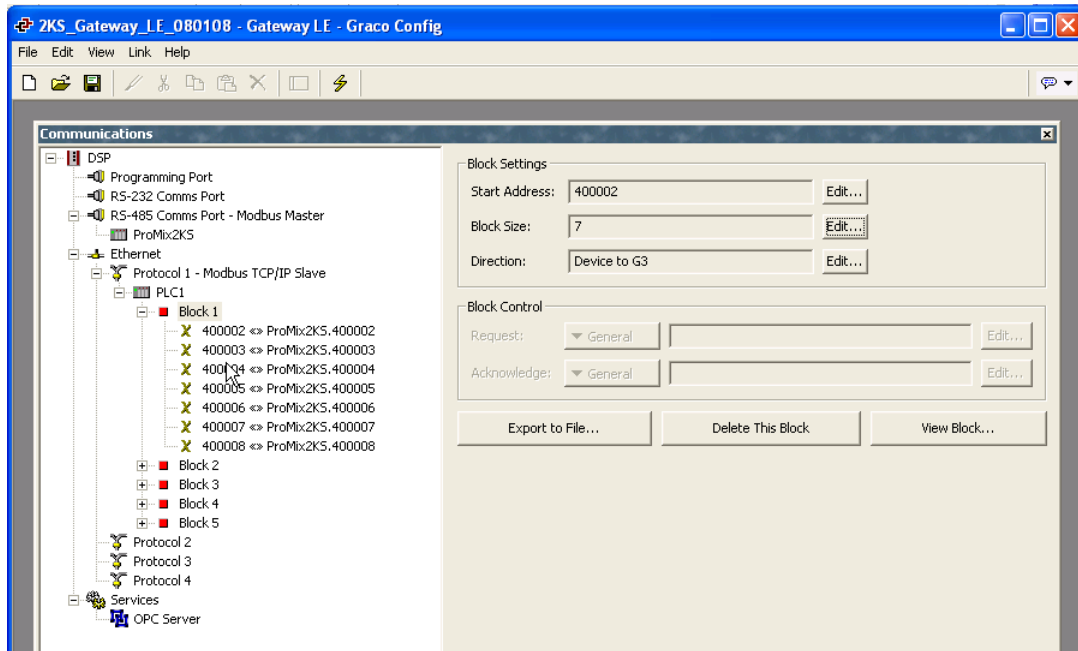 2KS_Gateway_LE_080108 - Gateway LE - Graco Config
File Edit View Link Help
Communications
DSP
Programming Port
RS-232 Comms Port
RS-485 Comms Port - Modbus Master
ProMix2KS
Ethernet
Protocol 1 - Modbus TCP/IP Slave
PLC1
Block 1
400002 «» ProMix2KS.400002
400003 «» ProMix2KS.400003
400004 «» ProMix2KS.400004
400005 «» ProMix2KS.400005
400006 «» ProMix2KS.400006
400007 «» ProMix2KS.400007
400008 «» ProMix2KS.400008
Block 2
Block 3
Block 4
Block 5
Protocol 2
Protocol 3
Protocol 4
Services
OPC Server
Block Settings
Start Address: 400002 Edit...
Block Size: 7 Edit...
Direction: Device to G3 Edit...
Block Control
Request: General Edit...
Acknowledge: General Edit...
Export to File... Delete This Block View Block...